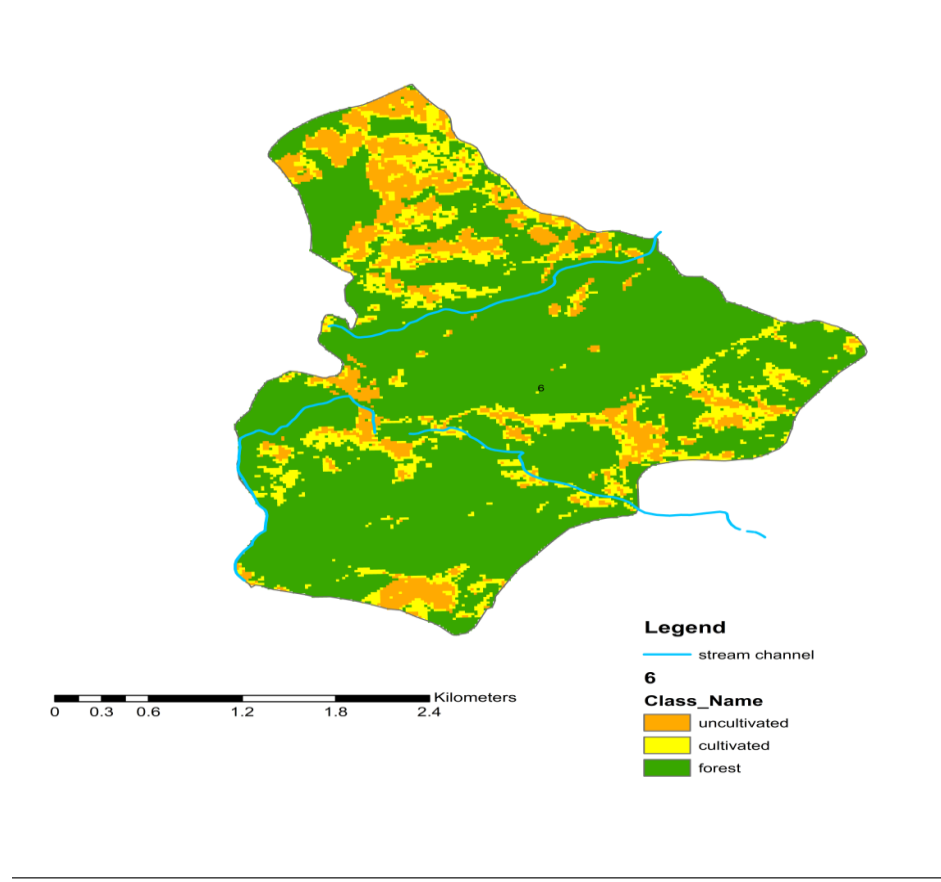 6
Legend
stream channel
6
Class_Name
uncultivated
cultivated
forest
Kilometers
0 0.3 0.6 1.2 1.8 2.4